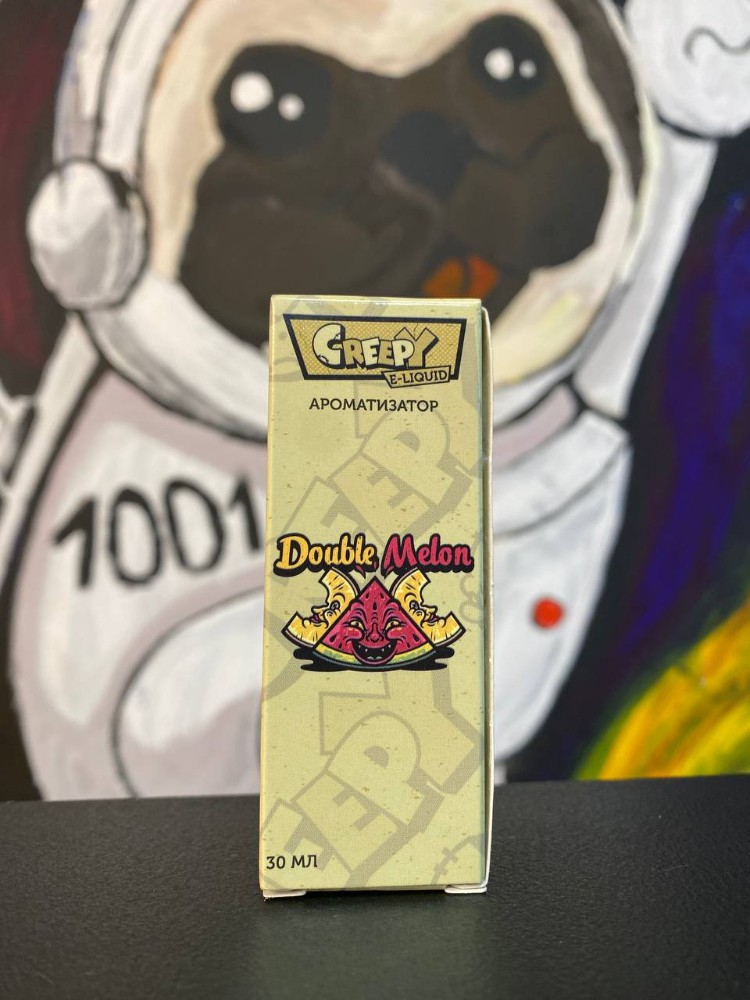 1001
CREEPY
E-LIQUID
АРОМАТИЗАТОР
Double Melon
30 МЛ